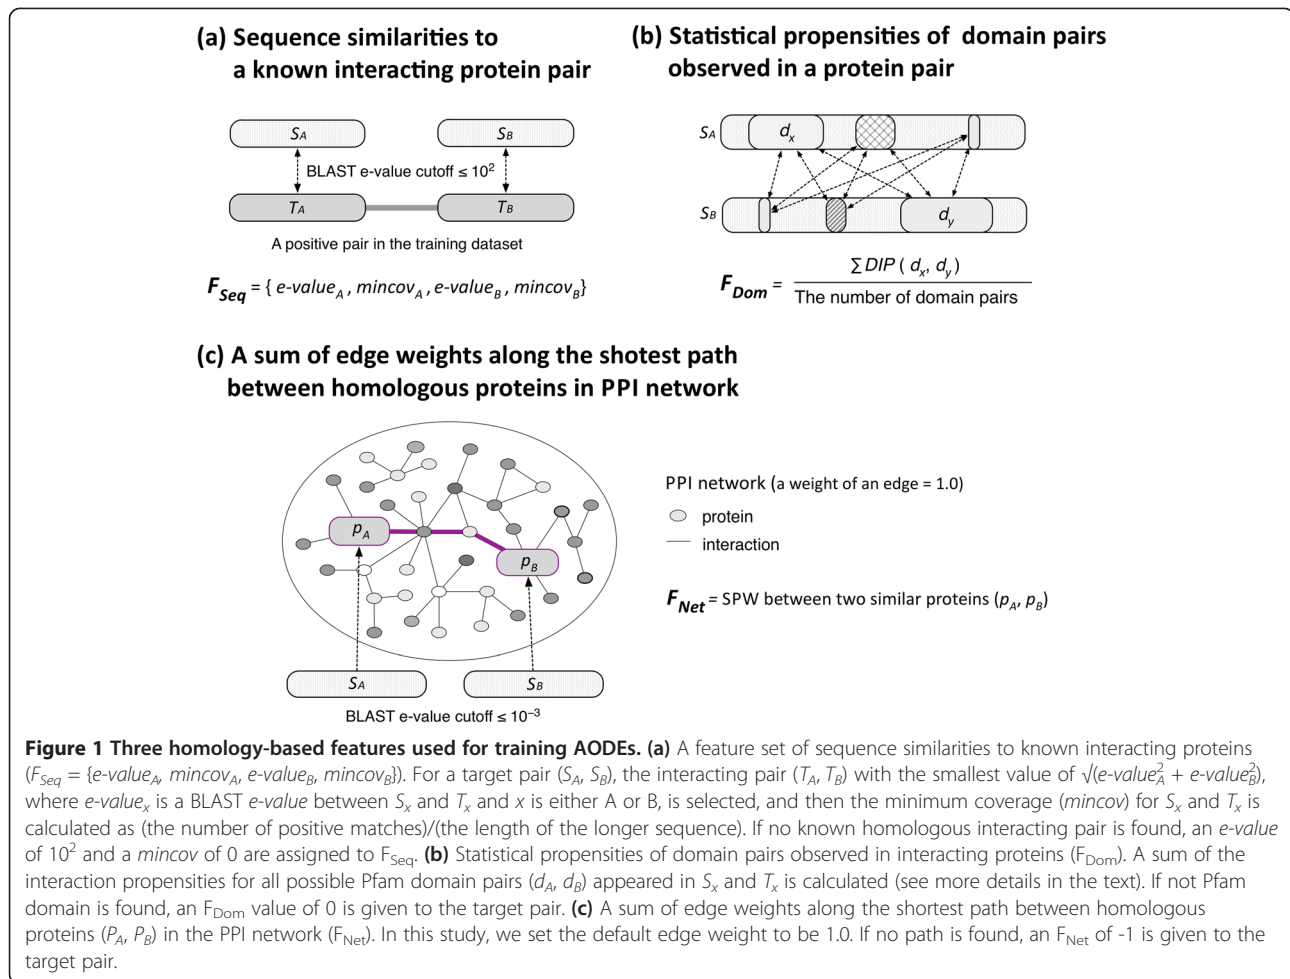 (a) Sequence similarities to
a known interacting protein pair
S_A
S_B
BLAST e-value cutoff ≤ 10²
T_A
T_B
A positive pair in the training dataset
F_Seq = { e-value_A , mincov_A , e-value_B , mincov_B}
(b) Statistical propensities of domain pairs
observed in a protein pair
S_A
d_x
S_B
d_y
F_Dom = ∑ DIP ( d_x, d_y)
The number of domain pairs
(c) A sum of edge weights along the shotest path
between homologous proteins in PPI network
p_A
p_B
S_A
S_B
BLAST e-value cutoff ≤ 10⁻³
PPI network (a weight of an edge = 1.0)
protein
interaction
F_Net = SPW between two similar proteins (p_A, p_B)
Figure 1 Three homology-based features used for training AODEs. (a) A feature set of sequence similarities to known interacting proteins
(F_Seq = {e-value_A, mincov_A, e-value_B, mincov_B}). For a target pair (S_A, S_B), the interacting pair (T_A, T_B) with the smallest value of √(e-value²_A + e-value²_B),
where e-value_x is a BLAST e-value between S_x and T_x and x is either A or B, is selected, and then the minimum coverage (mincov) for S_x and T_x is
calculated as (the number of positive matches)/(the length of the longer sequence). If no known homologous interacting pair is found, an e-value
of 10² and a mincov of 0 are assigned to F_Seq. (b) Statistical propensities of domain pairs observed in interacting proteins (F_Dom). A sum of the
interaction propensities for all possible Pfam domain pairs (d_A, d_B) appeared in S_x and T_x is calculated (see more details in the text). If not Pfam
domain is found, an F_Dom value of 0 is given to the target pair. (c) A sum of edge weights along the shortest path between homologous
proteins (P_A, P_B) in the PPI network (F_Net). In this study, we set the default edge weight to be 1.0. If no path is found, an F_Net of -1 is given to the
target pair.